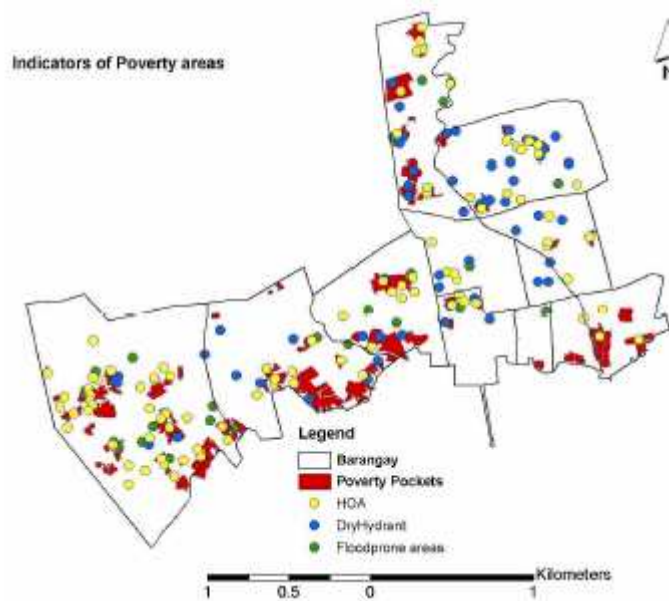 Indicators of Poverty areas
N
Legend
Barangay
Poverty Pockets
HOA
DryHydrant
Floodprone areas
Kilometers
1 0.5 0 1